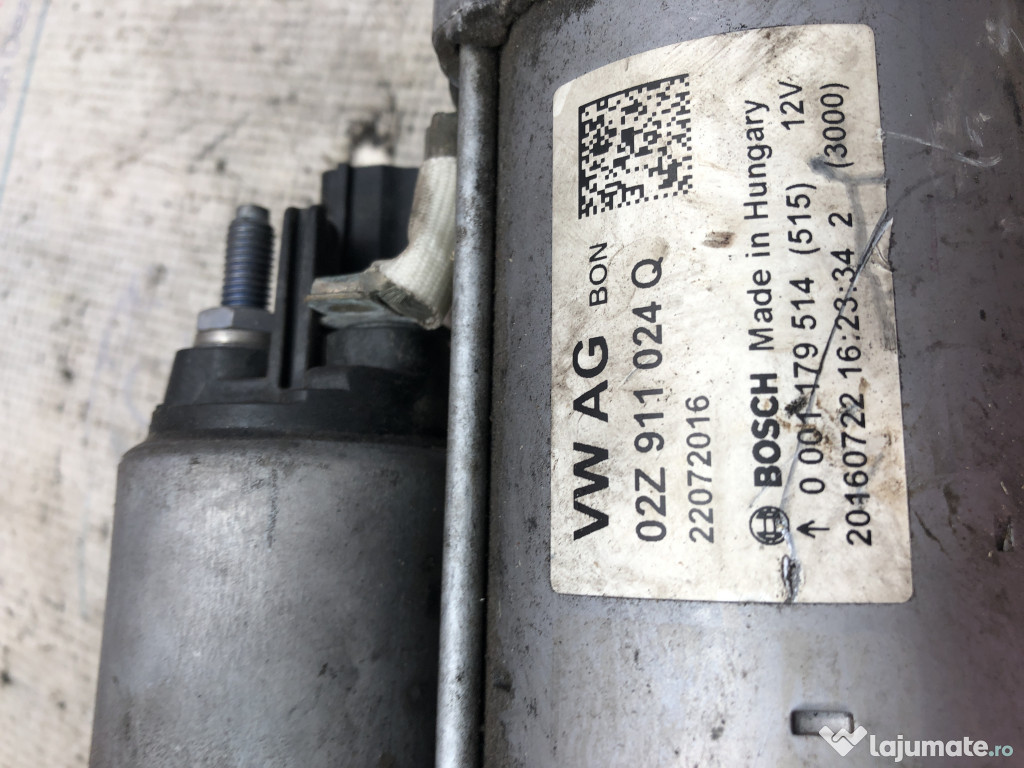 VW AG BON
02Z 911 024 Q
22072016
BOSCH Made in Hungary
↑ 0 001 179 514 (515) 12V
20160722 16:23:34 2 (3000)
lajumate.ro